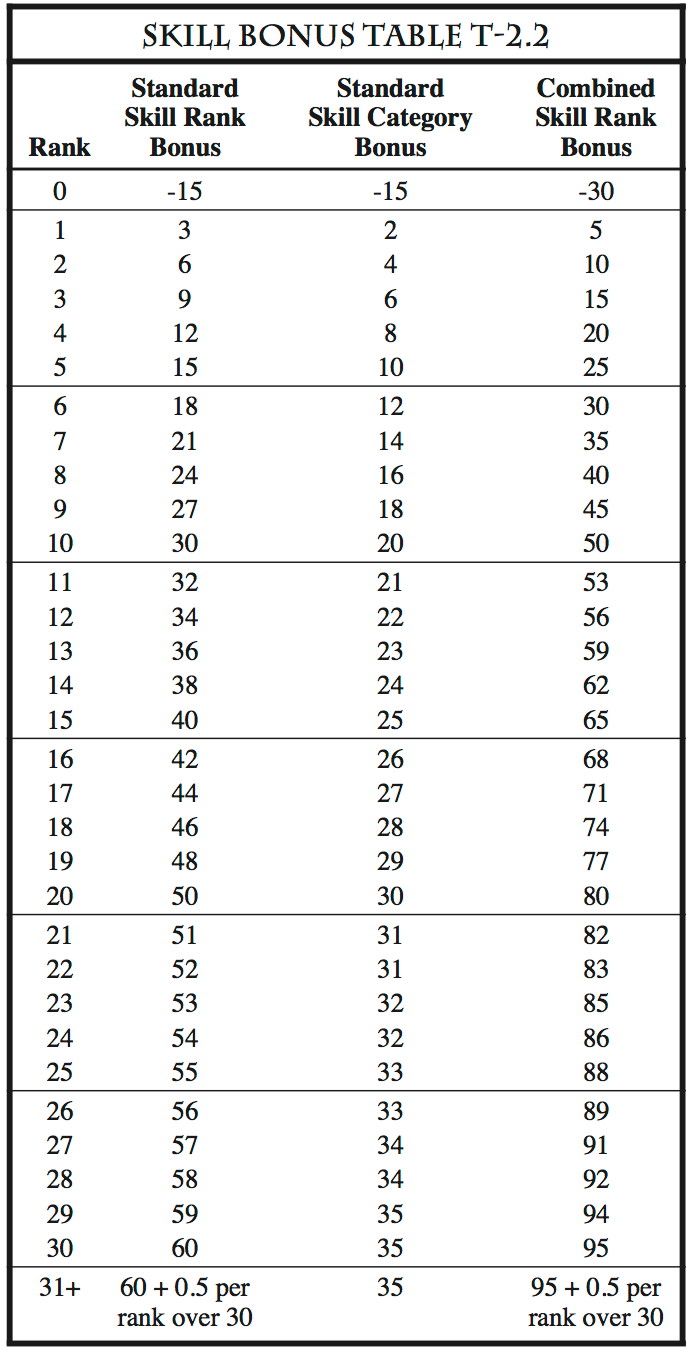 SKILL BONUS TABLE T-2.2
Standard Standard Combined
Skill Rank Skill Category Skill Rank
Rank Bonus Bonus Bonus
0 -15 -15 -30
1 3 2 5
2 6 4 10
3 9 6 15
4 12 8 20
5 15 10 25
6 18 12 30
7 21 14 35
8 24 16 40
9 27 18 45
10 30 20 50
11 32 21 53
12 34 22 56
13 36 23 59
14 38 24 62
15 40 25 65
16 42 26 68
17 44 27 71
18 46 28 74
19 48 29 77
20 50 30 80
21 51 31 82
22 52 31 83
23 53 32 85
24 54 32 86
25 55 33 88
26 56 33 89
27 57 34 91
28 58 34 92
29 59 35 94
30 60 35 95
31+ 60 + 0.5 per 35 95 + 0.5 per
rank over 30 rank over 30